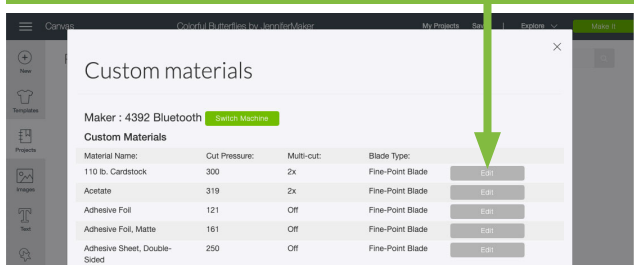 Canvas Colorful Butterflies by JenniferMaker My Projects Save | Explore Make It
New
Templates
Projects
Images
Text
Custom materials
Maker : 4392 Bluetooth Switch Machine
Custom Materials
Material Name: Cut Pressure: Multi-cut: Blade Type:
110 lb. Cardstock 300 2x Fine-Point Blade Edit
Acetate 319 2x Fine-Point Blade Edit
Adhesive Foil 121 Off Fine-Point Blade Edit
Adhesive Foil, Matte 161 Off Fine-Point Blade Edit
Adhesive Sheet, Double- 250 Off Fine-Point Blade Edit
Sided